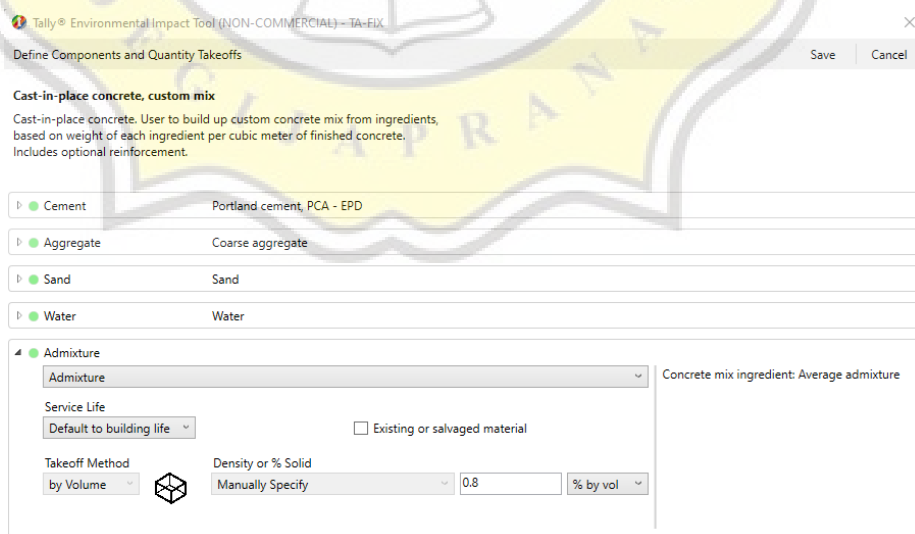 Tally® Environmental Impact Tool (NON-COMMERCIAL) - TA-FIX
Define Components and Quantity Takeoffs
Save
Cancel
Cast-in-place concrete, custom mix
Cast-in-place concrete. User to build up custom concrete mix from ingredients,
based on weight of each ingredient per cubic meter of finished concrete.
Includes optional reinforcement.
Cement Portland cement, PCA - EPD
Aggregate Coarse aggregate
Sand Sand
Water Water
Admixture
Admixture
Concrete mix ingredient: Average admixture
Service Life
Default to building life
Existing or salvaged material
Takeoff Method Density or % Solid
by Volume Manually Specify 0.8 % by vol